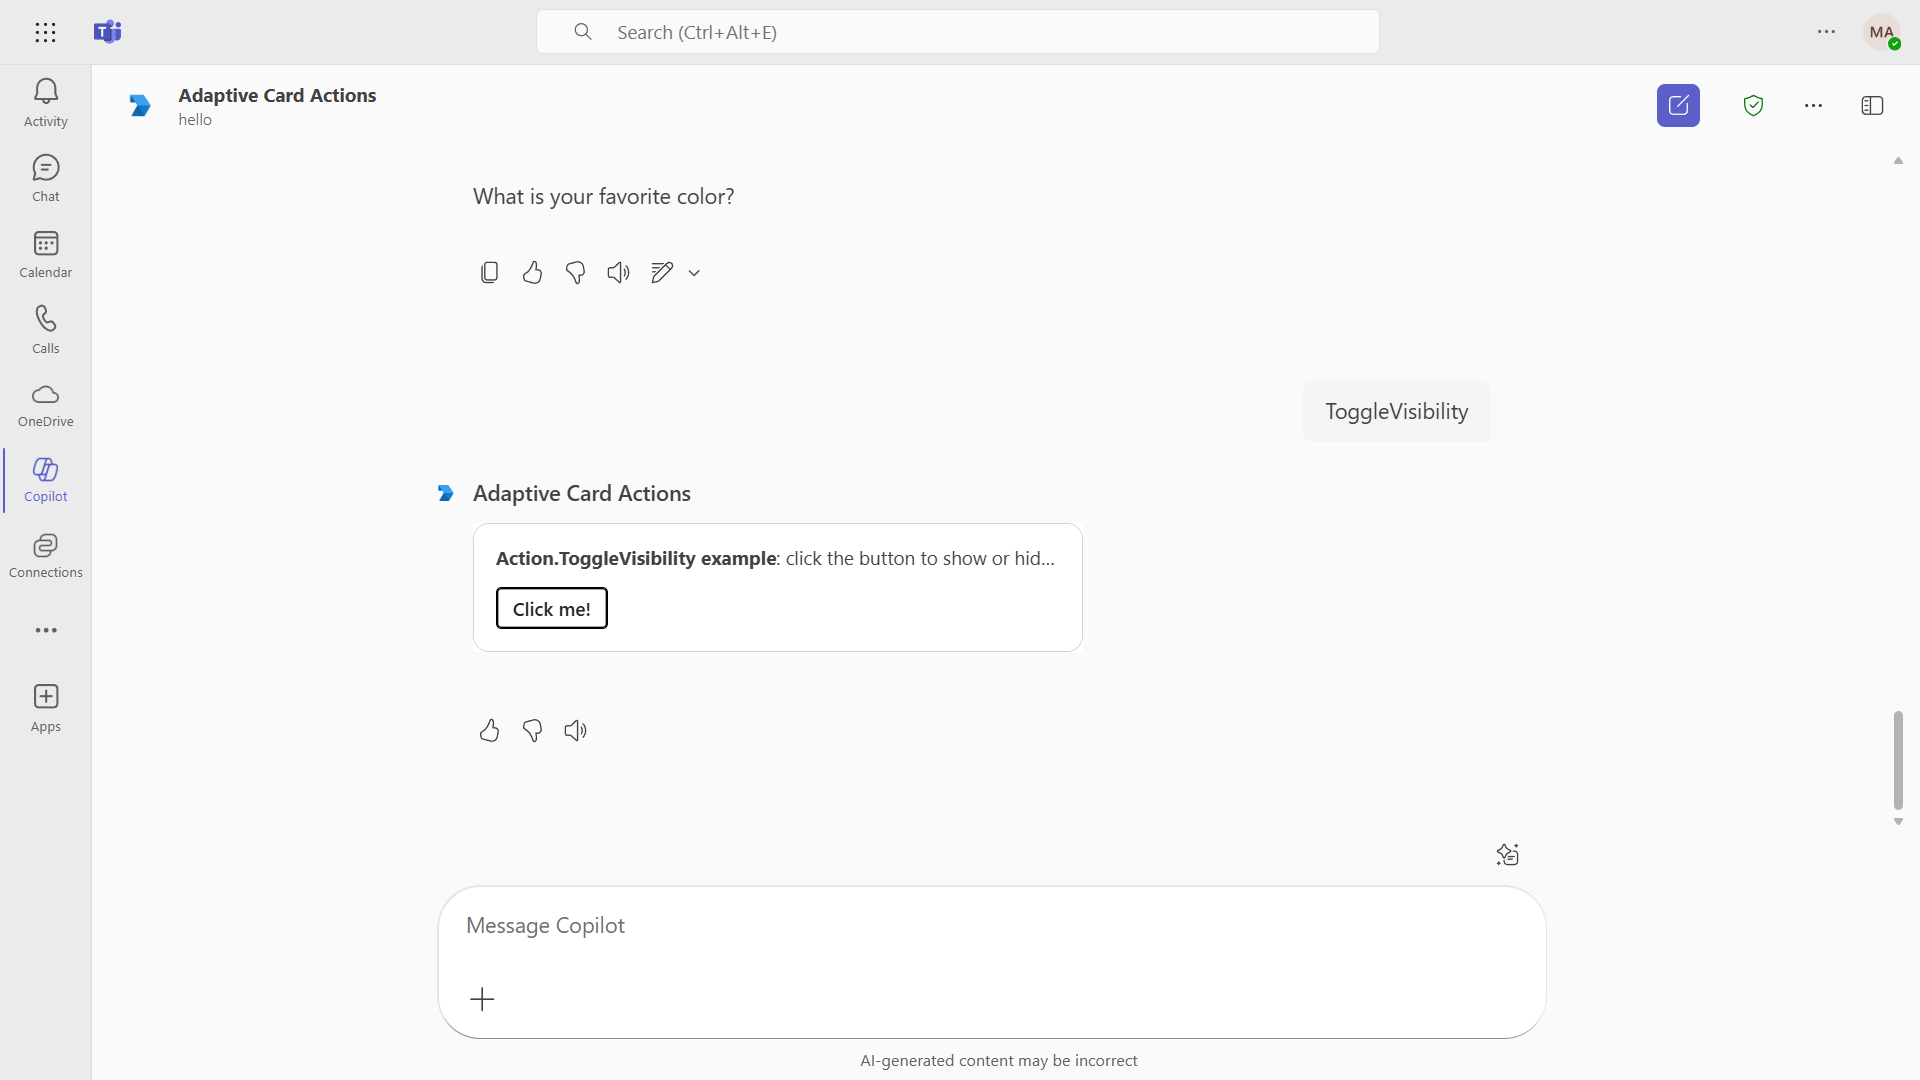 Search (Ctrl+Alt+E)
MA
Activity
Chat
Calendar
Calls
OneDrive
Copilot
Connections
Apps
Adaptive Card Actions
hello
What is your favorite color?
ToggleVisibility
Adaptive Card Actions
Action.ToggleVisibility example: click the button to show or hid...
Click me!
Message Copilot
AI-generated content may be incorrect